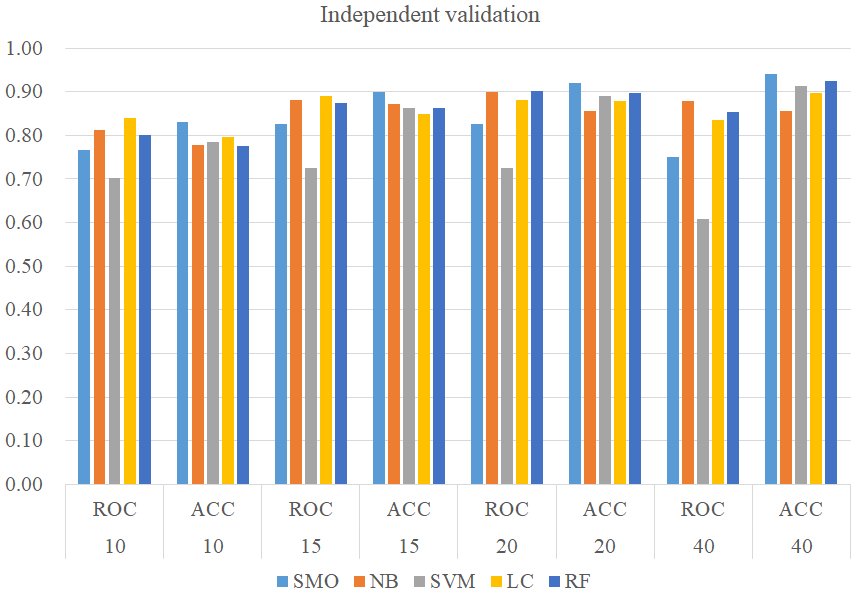 Independent validation
1.00
0.90
0.80
0.70
0.60
0.50
0.40
0.30
0.20
0.10
0.00
ROC ACC ROC ACC ROC ACC ROC ACC
10 10 15 15 20 20 40 40
SMO NB SVM LC RF